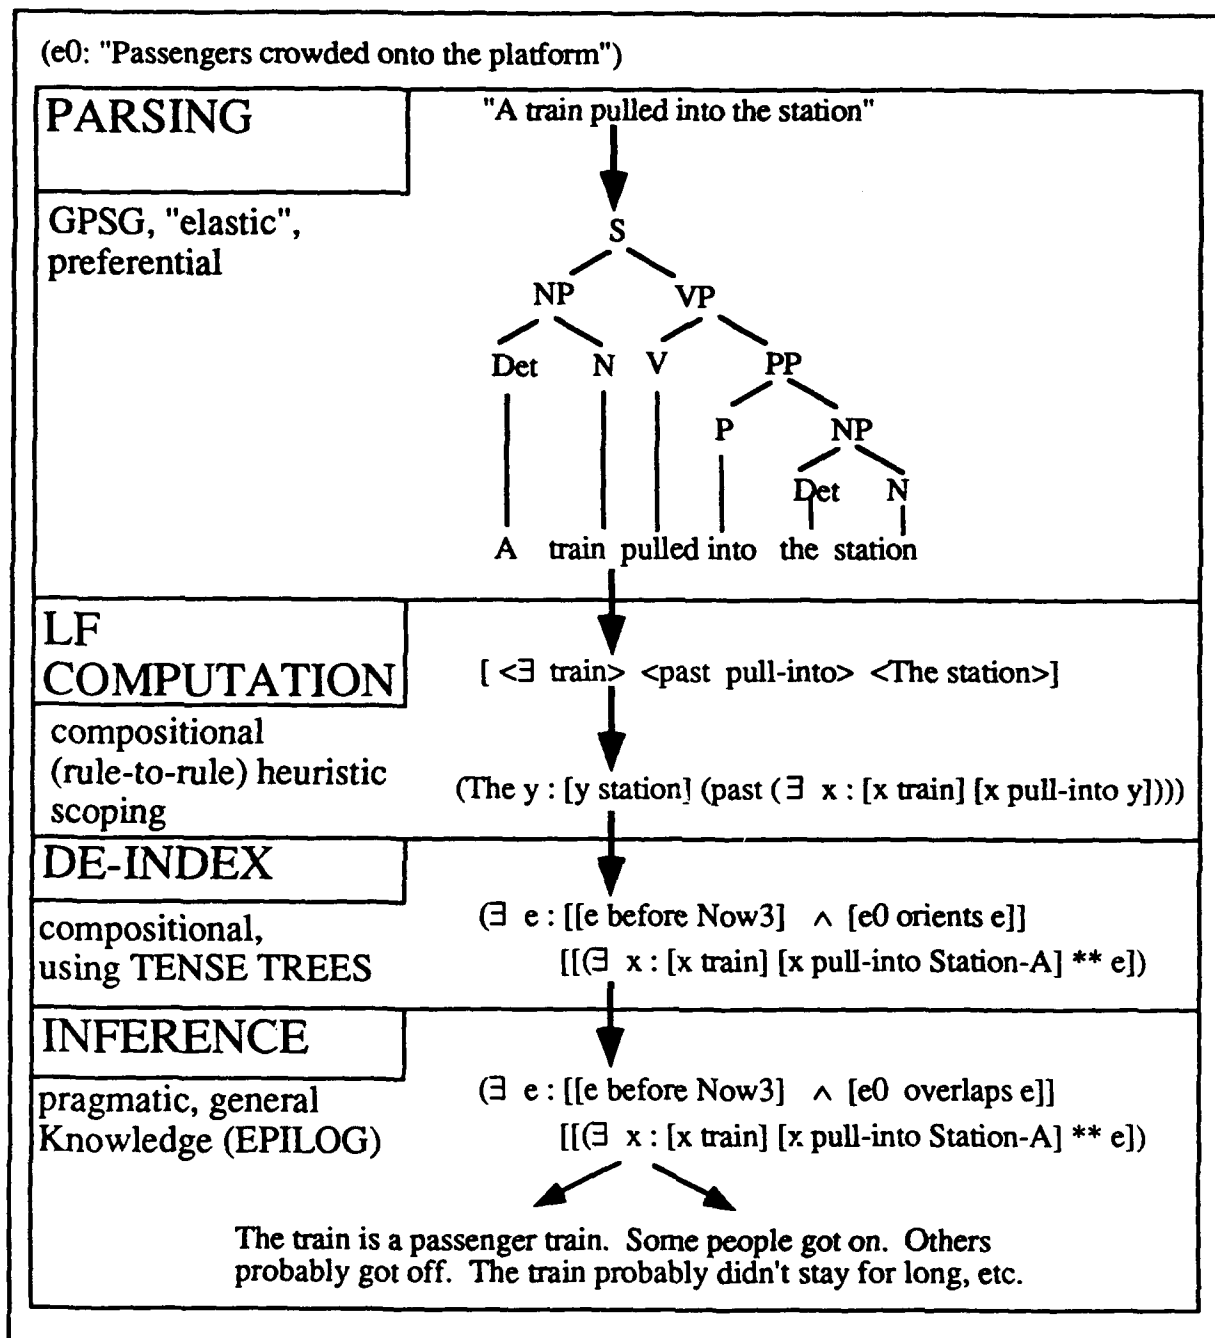 (e0: "Passengers crowded onto the platform")
PARSING
"A train pulled into the station"
GPSG, "elastic",
preferential
S
NP VP
Det N V PP
P NP
Det N
A train pulled into the station
LF
COMPUTATION
[ <∃ train> <past pull-into> <The station>]
compositional
(rule-to-rule) heuristic
scoping
(The y : [y station] (past (∃ x : [x train] [x pull-into y])))
DE-INDEX
compositional,
using TENSE TREES
(∃ e : [[e before Now3] ∧ [e0 orients e]]
[[(∃ x : [x train] [x pull-into Station-A] ** e])
INFERENCE
pragmatic, general
Knowledge (EPILOG)
(∃ e : [[e before Now3] ∧ [e0 overlaps e]]
[[(∃ x : [x train] [x pull-into Station-A] ** e])
The train is a passenger train. Some people got on. Others
probably got off. The train probably didn't stay for long, etc.